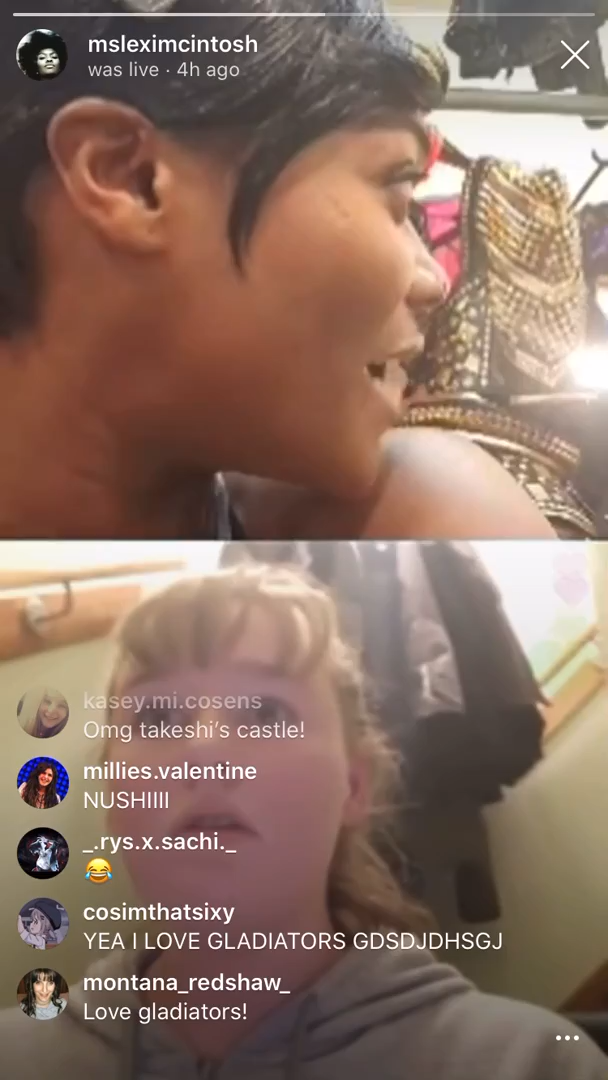 msleximcintosh
was live · 4h ago
kasey.mi.cosens
Omg takeshi’s castle!
millies.valentine
NUSHIIII
_.rys.x.sachi._
😂
cosimthatsixy
YEA I LOVE GLADIATORS GDSDJDHSGJ
montana_redshaw_
Love gladiators!